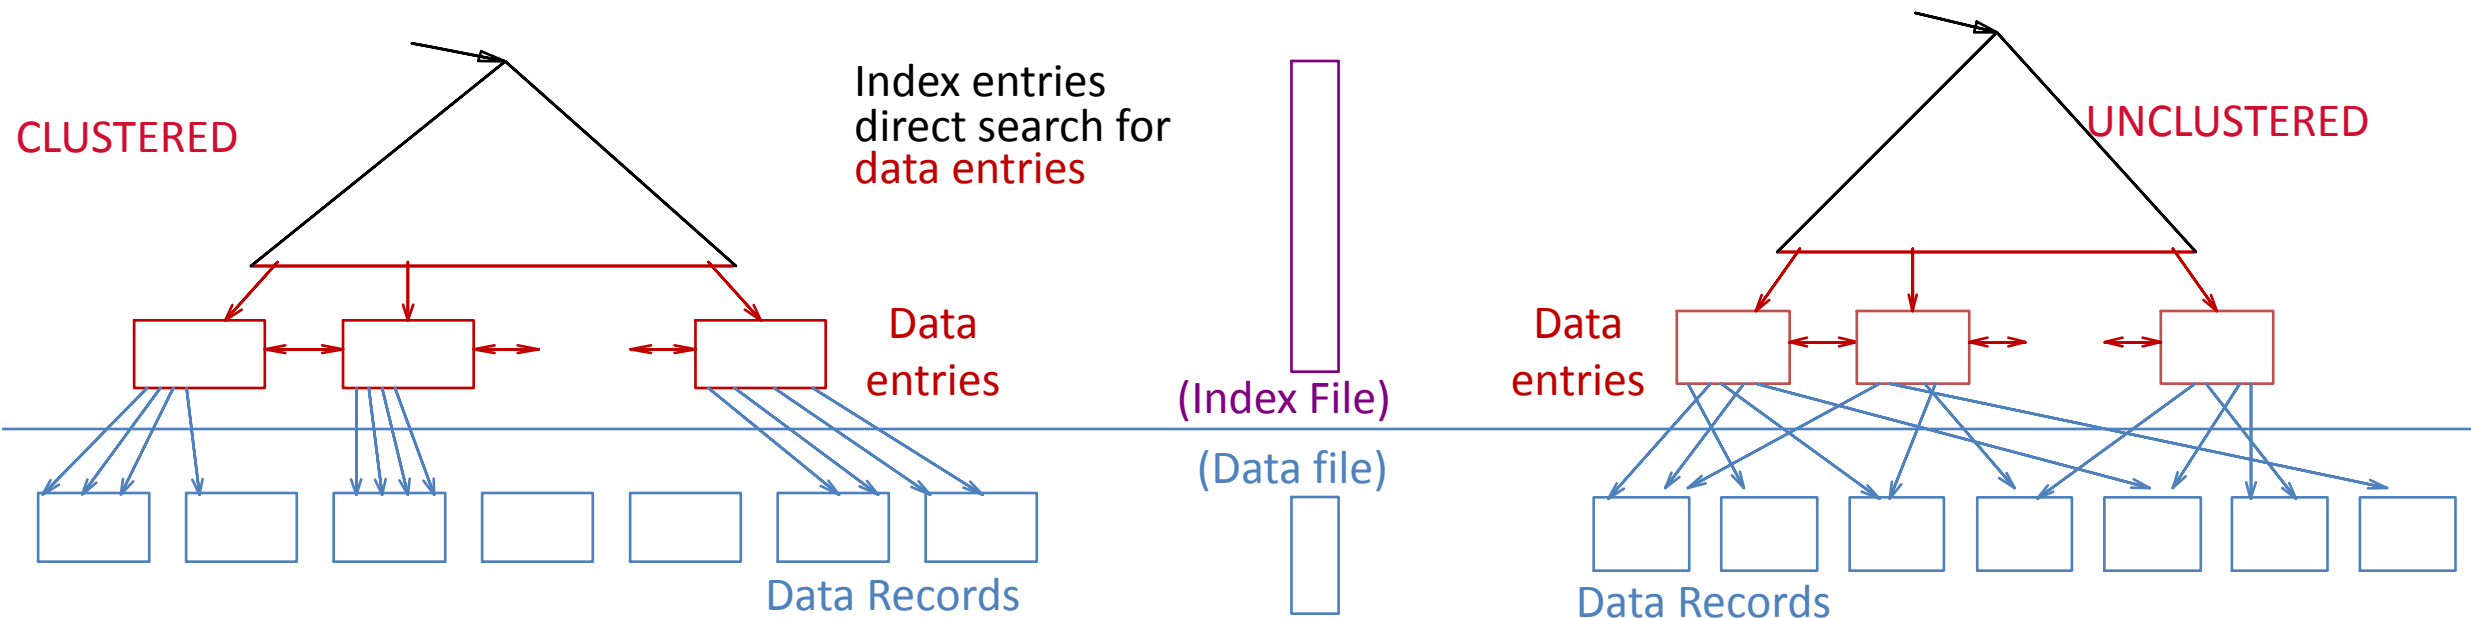 CLUSTERED
Index entries
direct search for
data entries
UNCLUSTERED
Data
entries
(Index File)
Data
entries
(Data file)
Data Records
Data Records